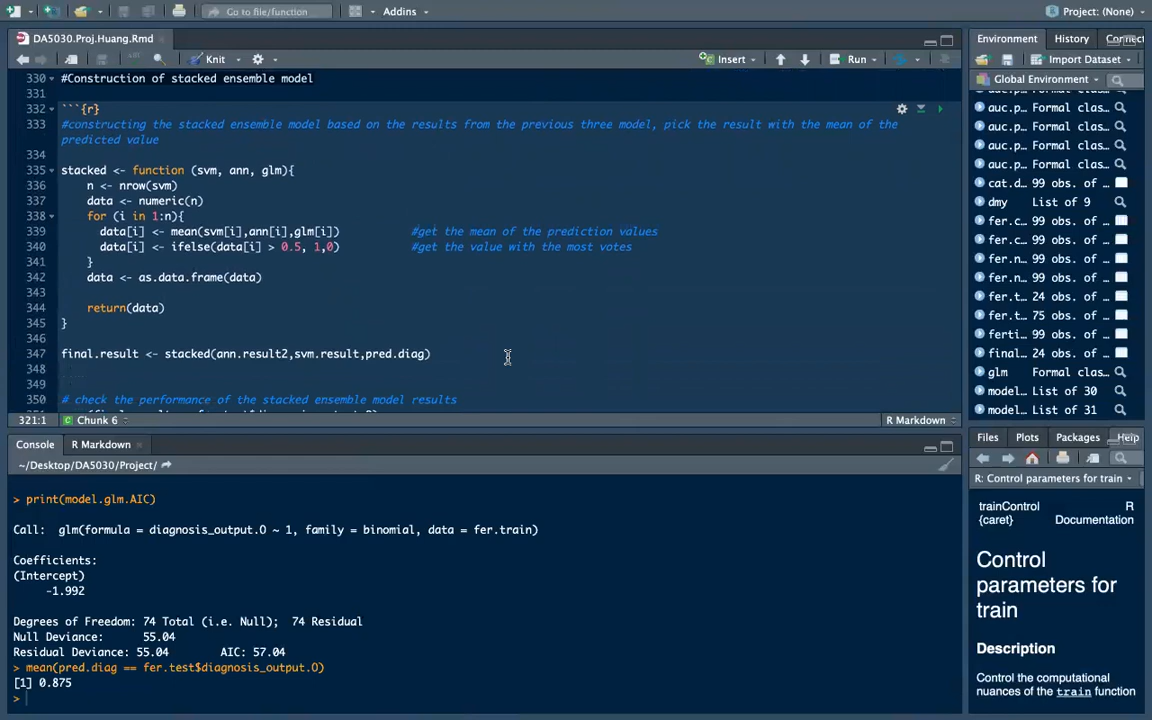 Go to file/function
Addins
Project: (None)
DA5030.Proj.Huang.Rmd
Knit
Insert
Run
330 #Construction of stacked ensemble model
331
332 ```{r}
333 #constructing the stacked ensemble model based on the results from the previous three model, pick the result with the mean of the
predicted value
334
335 stacked <- function (svm, ann, glm){
336 n <- nrow(svm)
337 data <- numeric(n)
338 for (i in 1:n){
339 data[i] <- mean(svm[i],ann[i],glm[i]) #get the mean of the prediction values
340 data[i] <- ifelse(data[i] > 0.5, 1,0) #get the value with the most votes
341 }
342 data <- as.data.frame(data)
343
344 return(data)
345 }
346
347 final.result <- stacked(ann.result2,svm.result,pred.diag)
348
349
350 # check the performance of the stacked ensemble model results
321:1 Chunk 6 R Markdown
Console R Markdown
~/Desktop/DA5030/Project/
> print(model.glm.AIC)
Call: glm(formula = diagnosis_output.O ~ 1, family = binomial, data = fer.train)
Coefficients:
(Intercept)
-1.992
Degrees of Freedom: 74 Total (i.e. Null); 74 Residual
Null Deviance: 55.04
Residual Deviance: 55.04 AIC: 57.04
> mean(pred.diag == fer.test$diagnosis_output.O)
[1] 0.875
>
Environment History
Import Dataset
Global Environment
auc.p Formal clas…
auc.p… Formal clas…
auc.p… Formal clas…
auc.p… Formal clas…
cat.d… 99 obs. of …
dmy List of 9
fer.c… 99 obs. of …
fer.c… 99 obs. of …
fer.n… 99 obs. of …
fer.n… 99 obs. of …
fer.t… 24 obs. of …
fer.t… 75 obs. of …
ferti… 99 obs. of …
final… 24 obs. of …
glm Formal clas…
model… List of 30
model… List of 31
Files Plots Packages Help
R: Control parameters for train
trainControl R
{caret} Documentation
Control
parameters for
train
Description
Control the computational
nuances of the train function